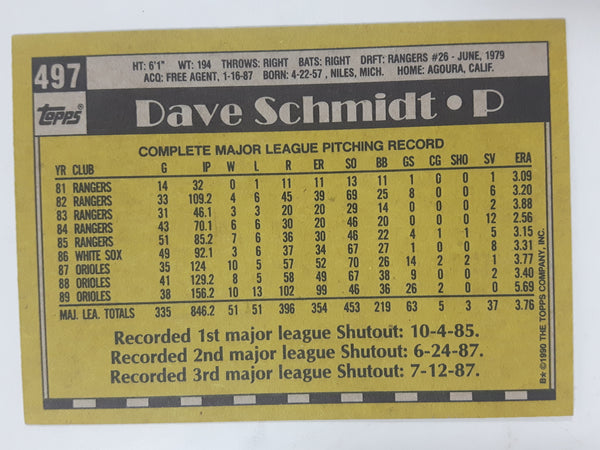 497
HT: 6'1" WT: 194 THROWS: RIGHT BATS: RIGHT DRFT: RANGERS #26 - JUNE, 1979
ACQ: FREE AGENT, 1-16-87 BORN: 4-22-57, NILES, MICH. HOME: AGOURA, CALIF.
Topps®
Dave Schmidt • P
COMPLETE MAJOR LEAGUE PITCHING RECORD
YR CLUB G IP W L R ER SO BB GS CG SHO SV ERA
81 RANGERS 14 32 0 1 11 11 13 11 1 0 0 1 3.09
82 RANGERS 33 109.2 4 6 45 39 69 25 8 0 0 6 3.20
83 RANGERS 31 46.1 3 3 20 20 29 14 0 0 0 2 3.88
84 RANGERS 43 70.1 6 6 30 20 46 20 0 0 0 12 2.56
85 RANGERS 51 85.2 7 6 36 30 46 22 4 1 1 5 3.15
86 WHITE SOX 49 92.1 3 6 37 34 67 27 1 0 0 8 3.31
87 ORIOLES 35 124 10 5 57 52 70 26 14 2 2 1 3.77
88 ORIOLES 41 129.2 8 5 58 49 67 38 9 0 0 2 3.40
89 ORIOLES 38 156.2 10 13 102 99 46 36 26 2 0 0 5.69
MAJ. LEA. TOTALS 335 846.2 51 51 396 354 453 219 63 5 3 37 3.76
Recorded 1st major league Shutout: 10-4-85.
Recorded 2nd major league Shutout: 6-24-87.
Recorded 3rd major league Shutout: 7-12-87.
B★ ©1990 THE TOPPS COMPANY, INC.